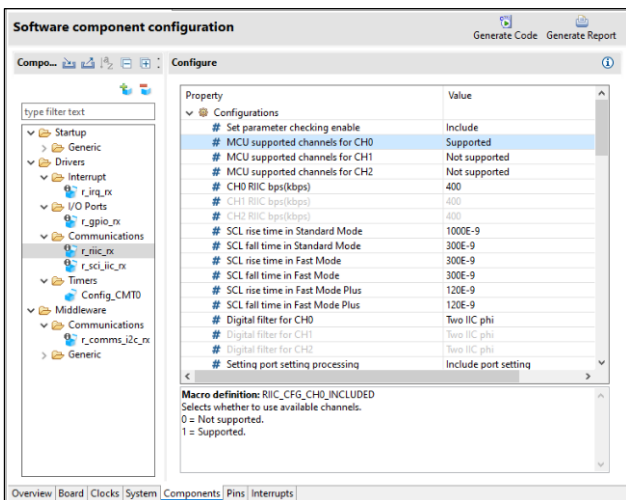 Software component configuration
Generate Code Generate Report
Compo...
Configure
type filter text
Startup
Generic
Drivers
Interrupt
r_irq_rx
I/O Ports
r_gpio_rx
Communications
r_riic_rx
r_sci_iic_rx
Timers
Config_CMT0
Middleware
Communications
r_comms_i2c_rx
Generic
Property Value
Configurations
# Set parameter checking enable Include
# MCU supported channels for CH0 Supported
# MCU supported channels for CH1 Not supported
# MCU supported channels for CH2 Not supported
# CH0 RIIC bps(kbps) 400
# CH1 RIIC bps(kbps) 400
# CH2 RIIC bps(kbps) 400
# SCL rise time in Standard Mode 1000E-9
# SCL fall time in Standard Mode 300E-9
# SCL rise time in Fast Mode 300E-9
# SCL fall time in Fast Mode 300E-9
# SCL rise time in Fast Mode Plus 120E-9
# SCL fall time in Fast Mode Plus 120E-9
# Digital filter for CH0 Two IIC phi
# Digital filter for CH1 Two IIC phi
# Digital filter for CH2 Two IIC phi
# Setting port setting processing Include port setting
Macro definition: RIIC_CFG_CH0_INCLUDED
Selects whether to use available channels.
0 = Not supported.
1 = Supported.
Overview Board Clocks System Components Pins Interrupts